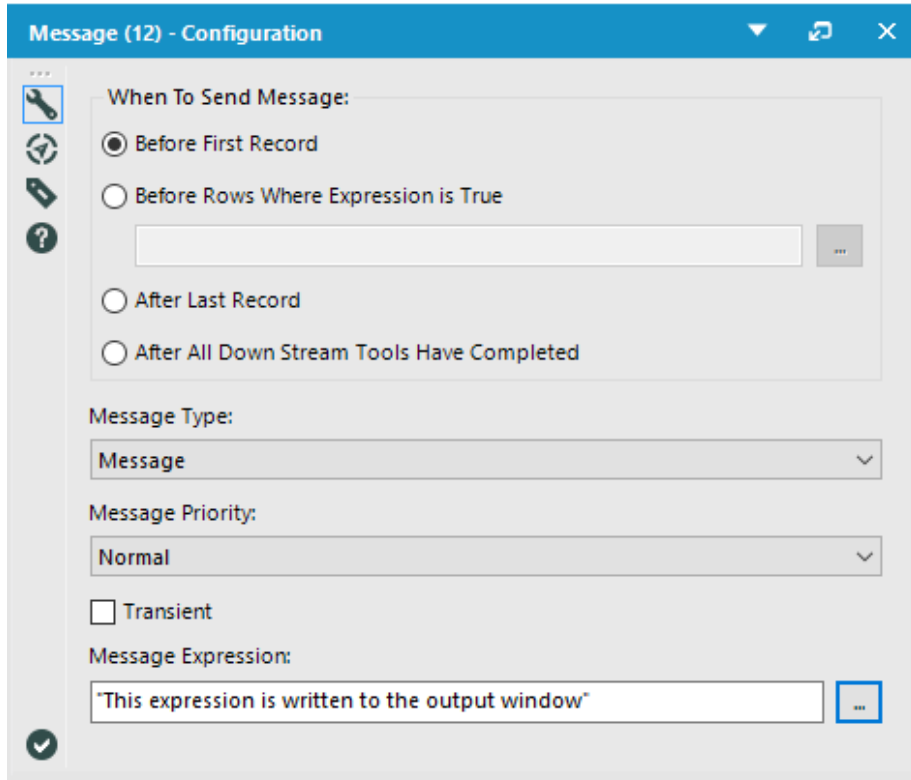 Message (12) - Configuration
When To Send Message:
Before First Record
Before Rows Where Expression is True
...
After Last Record
After All Down Stream Tools Have Completed
Message Type:
Message
Message Priority:
Normal
Transient
Message Expression:
"This expression is written to the output window"
...